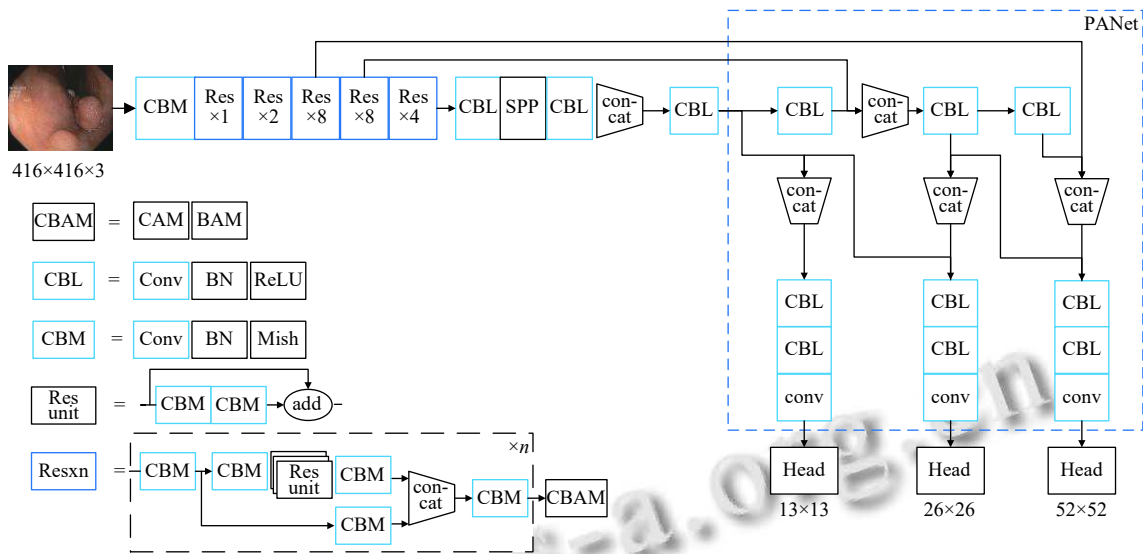 PANet
CBM
Res
×1
Res
×2
Res
×8
Res
×8
Res
×4
CBL
SPP
CBL
con-
cat
CBL
CBL
con-
cat
CBL
CBL
416×416×3
con-
cat
con-
cat
con-
cat
CBAM = CAM BAM
CBL = Conv BN ReLU
CBM = Conv BN Mish
CBL
CBL
conv
CBL
CBL
conv
CBL
CBL
conv
Res
unit
=
CBM CBM add
Resxn =
×n
CBM
CBM
Res
unit
CBM
CBM
con-
cat
CBM
CBAM
Head
Head
Head
13×13
26×26
52×52
-a.org.cn